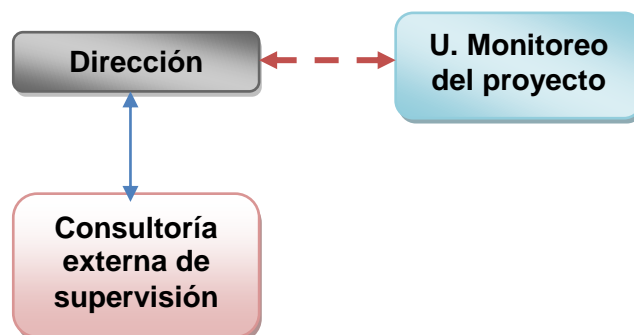 Dirección
U. Monitoreo
del proyecto
Consultoría
externa de
supervisión